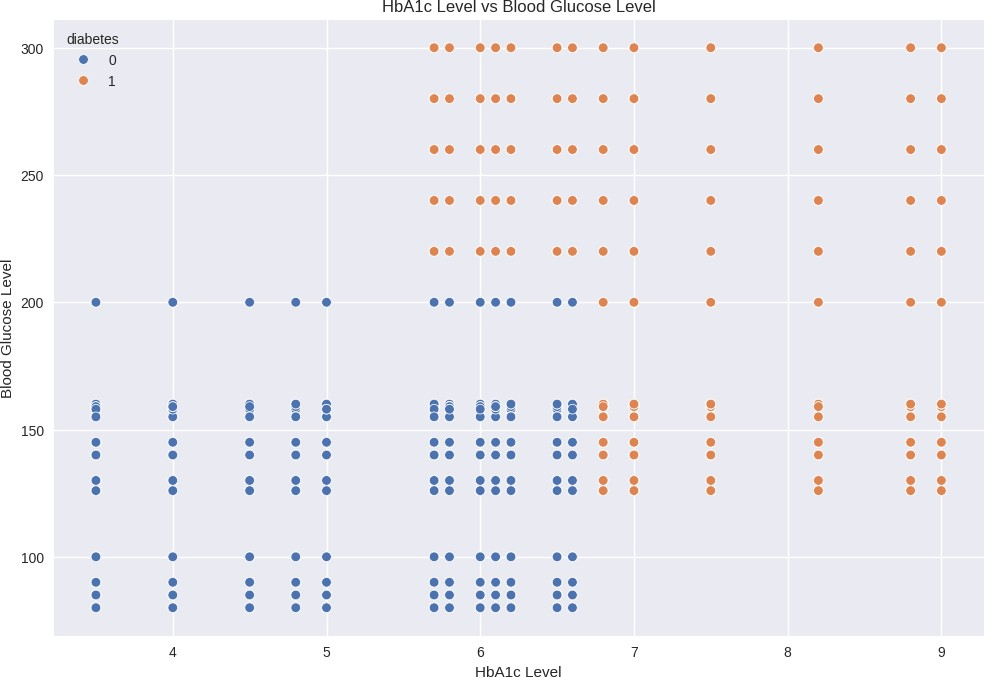 HbA1c Level vs Blood Glucose Level
diabetes
0
1
300
250
200
150
100
Blood Glucose Level
4 5 6 7 8 9
HbA1c Level